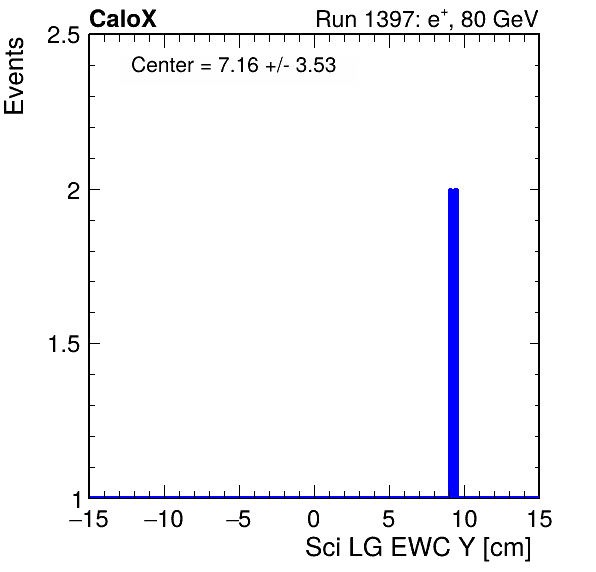 CaloX Run 1397: e⁺, 80 GeV
Events
Center = 7.16 +/- 3.53
2.5
2
1.5
1
−15 −10 −5 0 5 10 15
Sci LG EWC Y [cm]